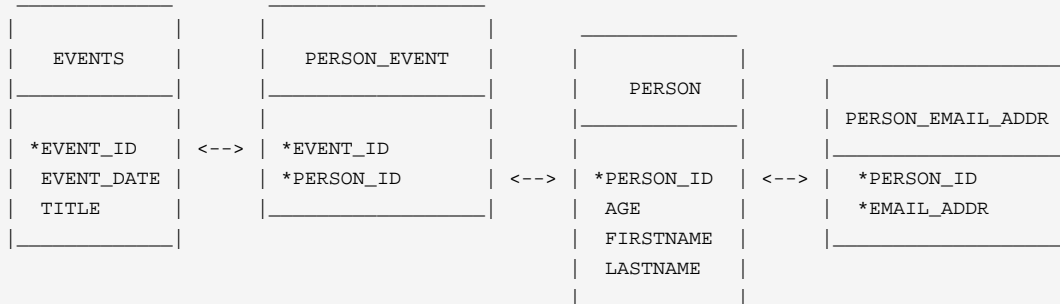 EVENTS
PERSON_EVENT
*EVENT_ID
EVENT_DATE
TITLE
<-->
*EVENT_ID
*PERSON_ID
<-->
PERSON
*PERSON_ID
AGE
FIRSTNAME
LASTNAME
<-->
PERSON_EMAIL_ADDR
*PERSON_ID
*EMAIL_ADDR